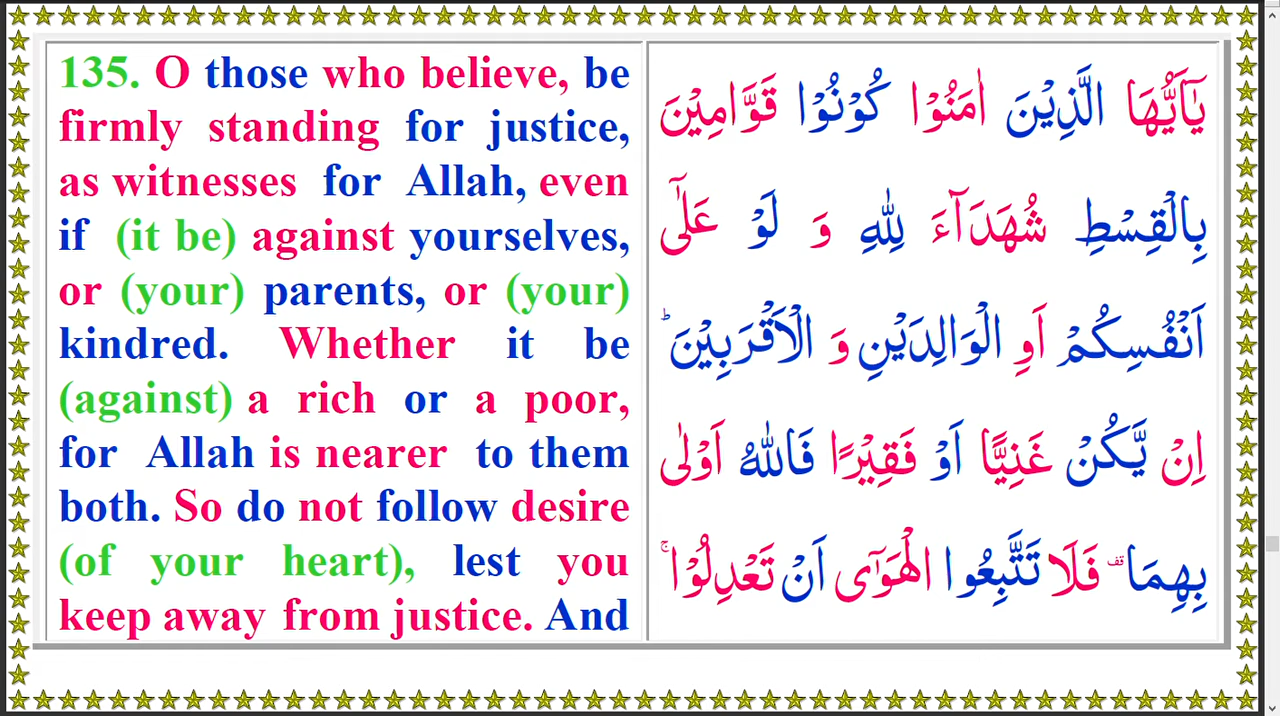 135. O those who believe, be
firmly standing for justice,
as witnesses for Allah, even
if (it be) against yourselves,
or (your) parents, or (your)
kindred. Whether it be
(against) a rich or a poor,
for Allah is nearer to them
both. So do not follow desire
(of your heart), lest you
keep away from justice. And
يٰۤاَيُّهَا الَّذِيْنَ اٰمَنُوْا كُوْنُوْا قَوَّامِيْنَ
بِالْقِسْطِ شُهَدَآءَ لِلّٰهِ وَ لَوْ عَلٰۤى
اَنْفُسِكُمْ اَوِ الْوَالِدَيْنِ وَ الْاَقْرَبِيْنَ ؕ
اِنْ يَّكُنْ غَنِيًّا اَوْ فَقِيْرًا فَاللّٰهُ اَوْلٰى
بِهِمَا قف فَلَا تَتَّبِعُوا الْهَوٰۤى اَنْ تَعْدِلُوْا ۚ